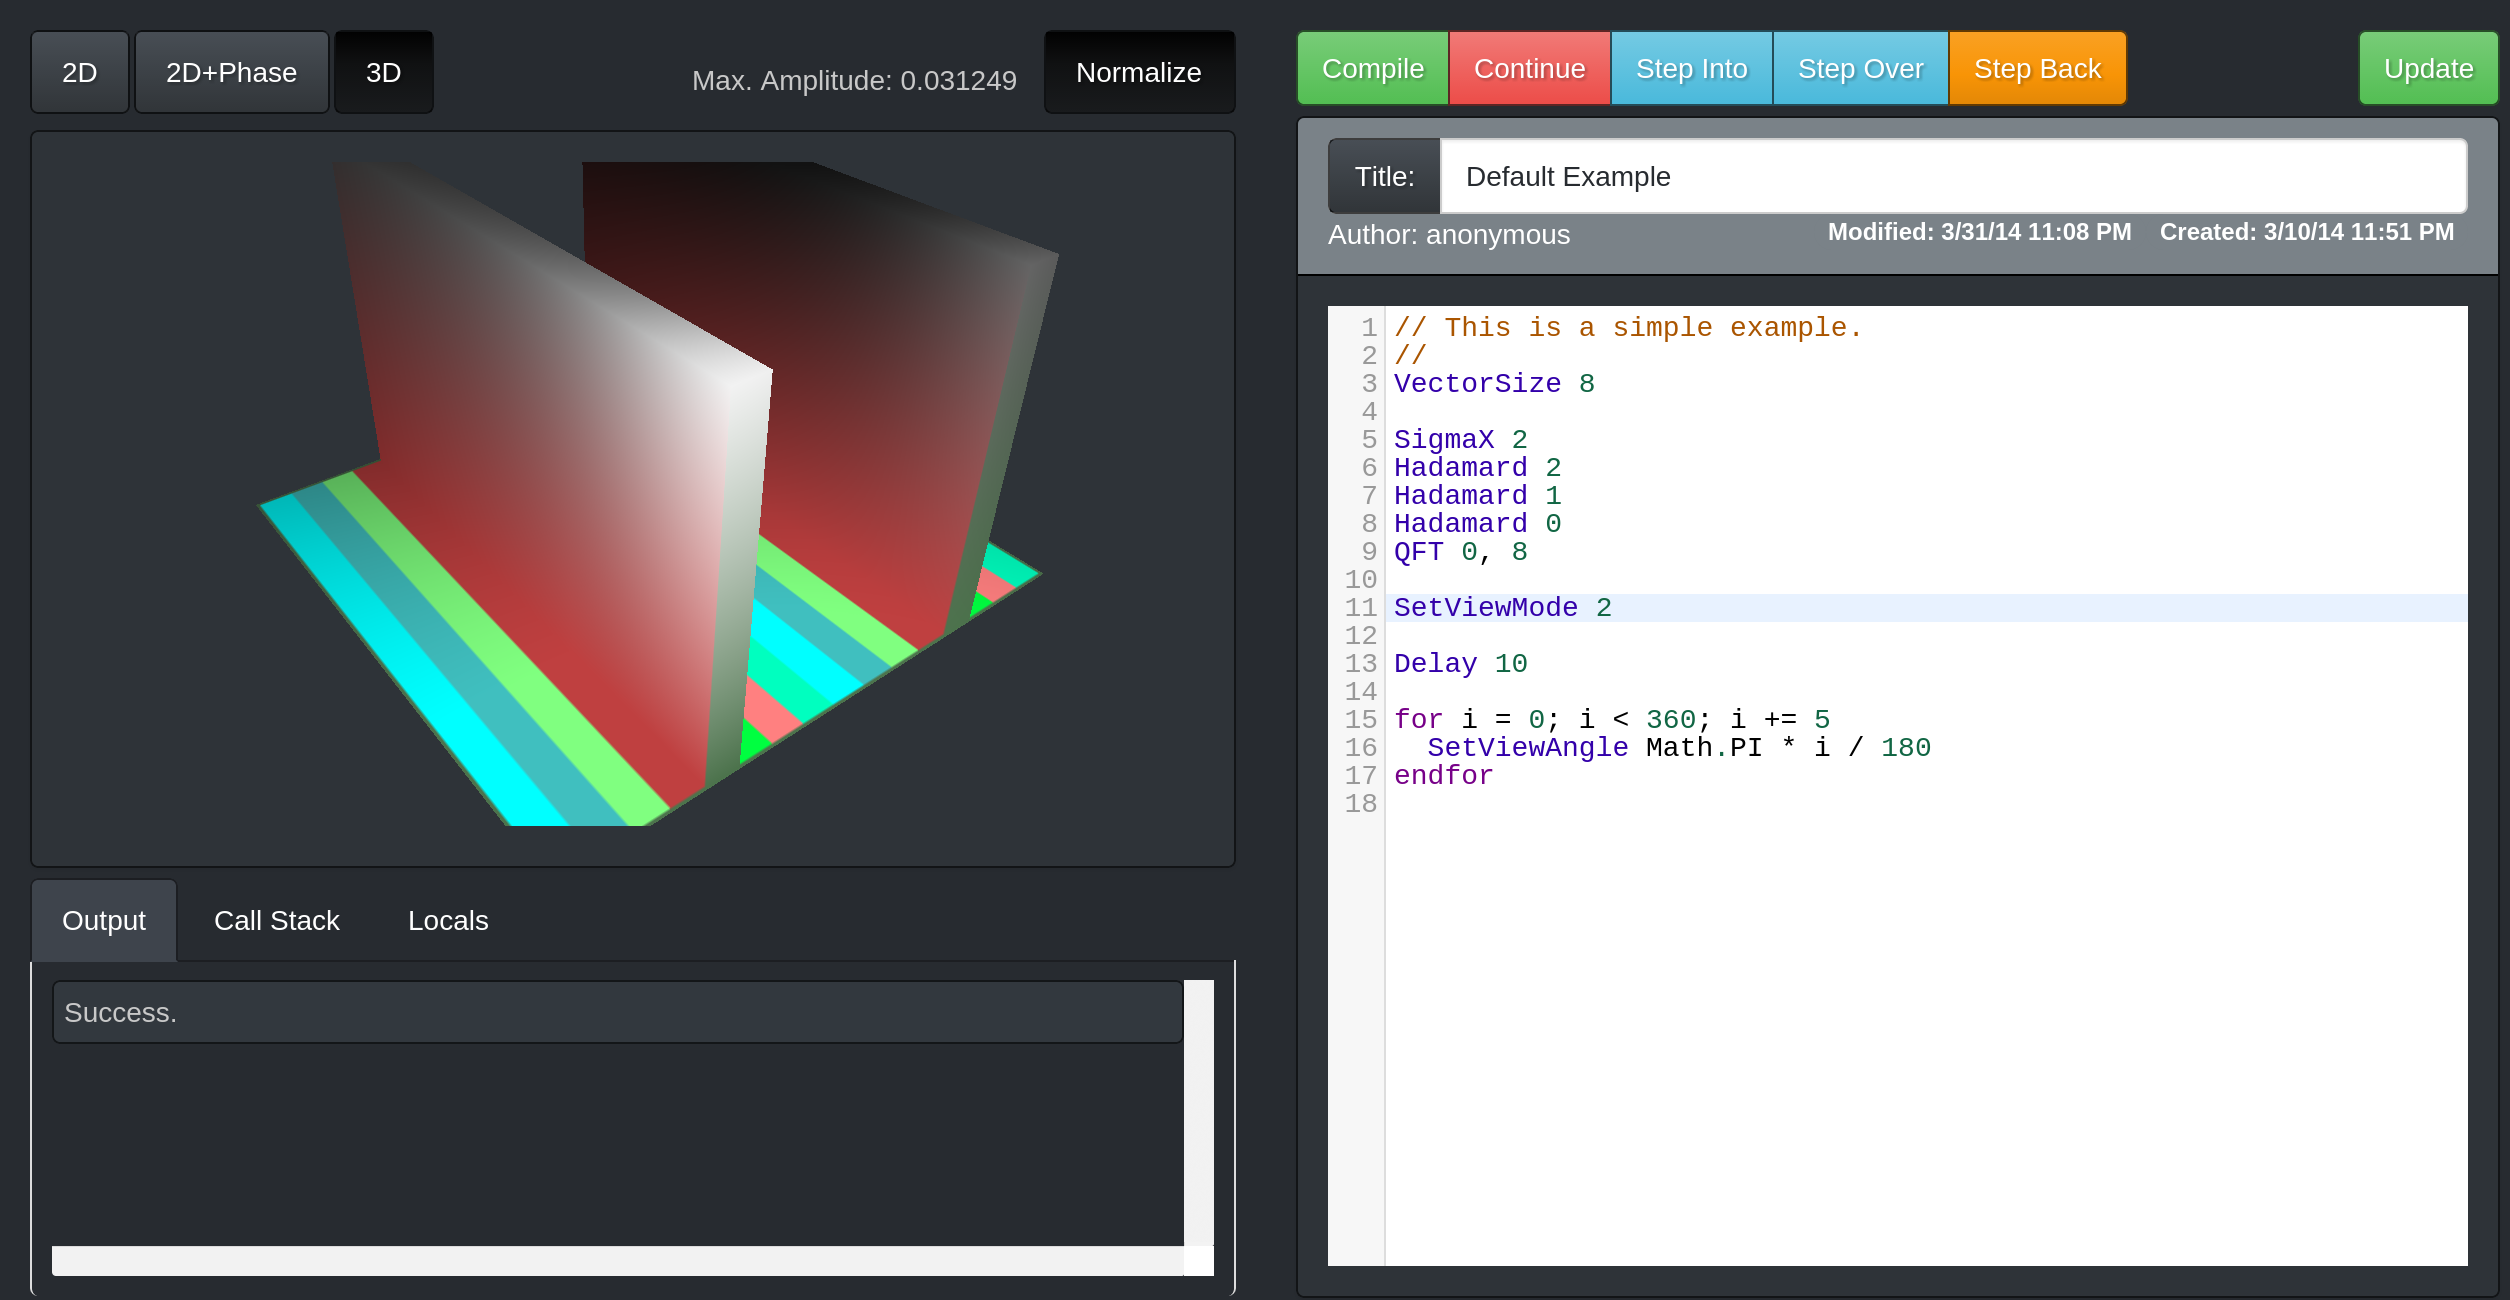 2D 2D+Phase 3D Max. Amplitude: 0.031249 Normalize
Output Call Stack Locals
Success.
Compile Continue Step Into Step Over Step Back Update
Title: Default Example
Author: anonymous Modified: 3/31/14 11:08 PM Created: 3/10/14 11:51 PM
1 // This is a simple example.
2 //
3 VectorSize 8
4
5 SigmaX 2
6 Hadamard 2
7 Hadamard 1
8 Hadamard 0
9 QFT 0, 8
10
11 SetViewMode 2
12
13 Delay 10
14
15 for i = 0; i < 360; i += 5
16   SetViewAngle Math.PI * i / 180
17 endfor
18